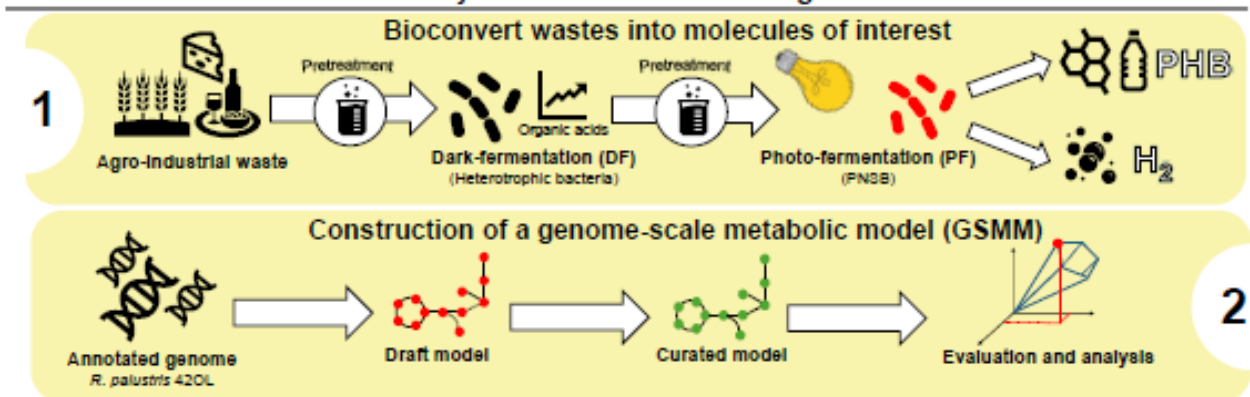 Bioconvert wastes into molecules of interest
1
Pretreatment
Pretreatment
PHB
Organic acids
Agro-industrial waste
Dark-fermentation (DF)
(Heterotrophic bacteria)
Photo-fermentation (PF)
(PNSB)
H₂
Construction of a genome-scale metabolic model (GSMM)
2
Annotated genome
R. palustris 42OL
Draft model
Curated model
Evaluation and analysis